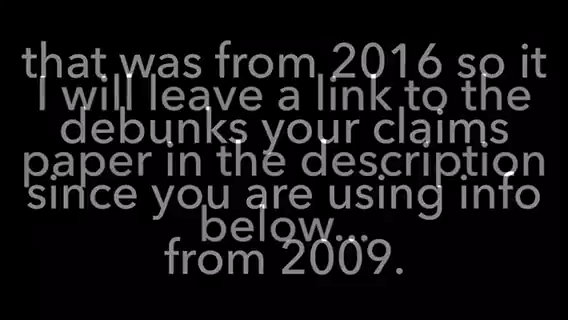 that was from 2016 so it
I will leave a link to the
debunks your claims
paper in the description
since you are using info
below...
from 2009.